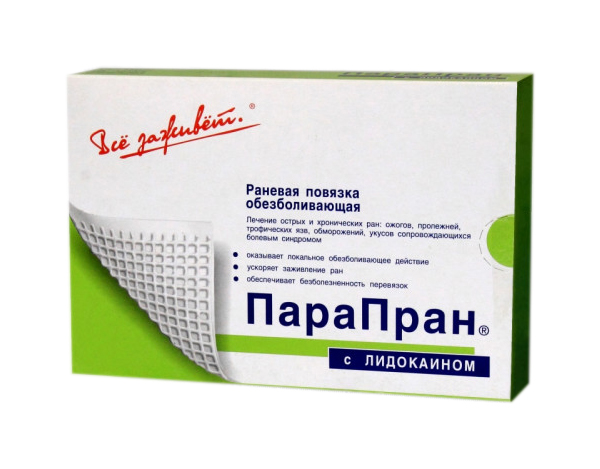 ПараПран
Всё заживёт.®
Раневая повязка
обезболивающая
Лечение острых и хронических ран: ожогов, пролежней,
трофических язв, обморожений, укусов сопровождающихся
болевым синдромом
• оказывает локальное обезболивающее действие
• ускоряет заживление ран
• обеспечивает безболезненность перевязок
ПараПран®
с ЛИДОКАИНОМ